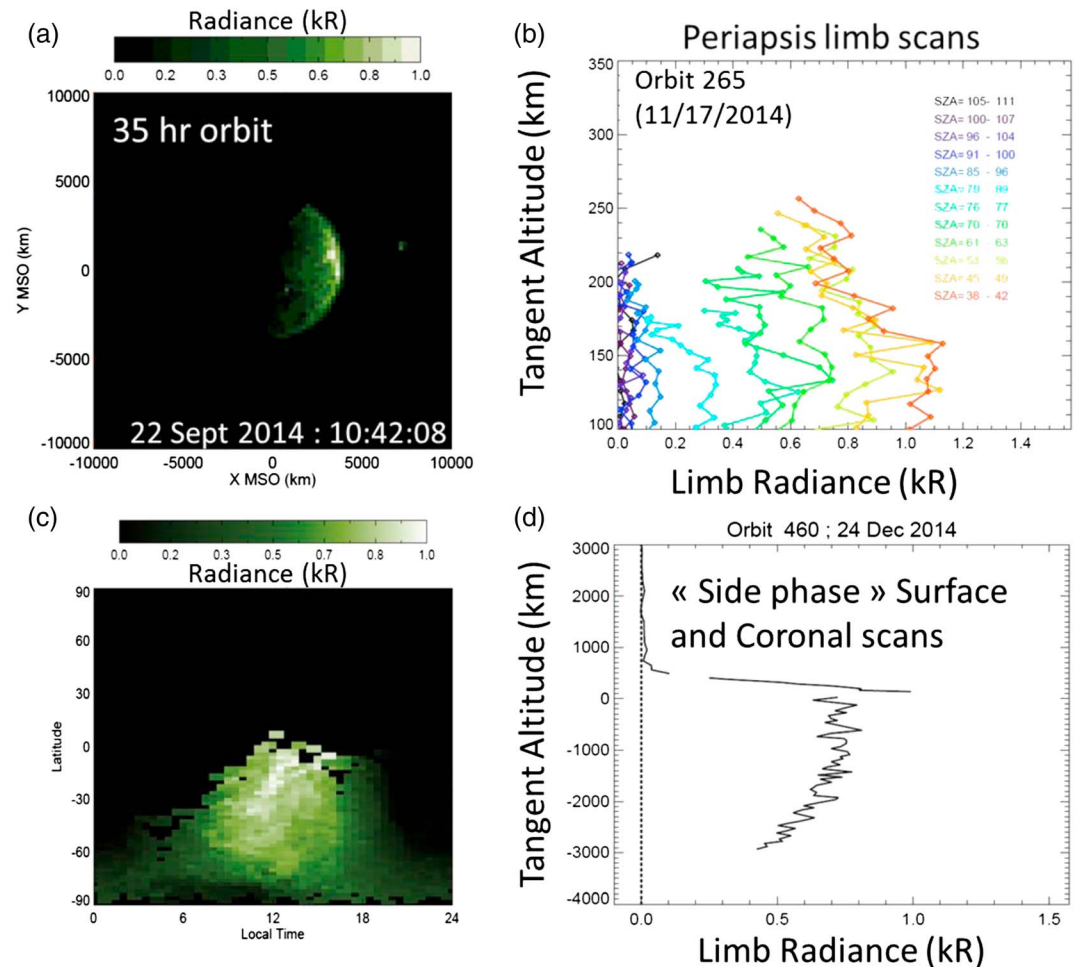 (a)
Radiance (kR)
0.0 0.2 0.3 0.5 0.6 0.8 1.0
Y MSO (km)
10000
5000
0
-5000
-10000
35 hr orbit
22 Sept 2014 : 10:42:08
-10000 -5000 0 5000 10000
X MSO (km)
(b)
Periapsis limb scans
Tangent Altitude (km)
350
300
250
200
150
100
Orbit 265
(11/17/2014)
SZA= 105- 111
SZA= 100- 107
SZA= 96 - 104
SZA= 91 - 100
SZA= 85 - 96
SZA= 79 - 89
SZA= 76 - 77
SZA= 70 - 70
SZA= 61 - 63
SZA= 53 - 56
SZA= 45 - 49
SZA= 38 - 42
0.0 0.2 0.4 0.6 0.8 1.0 1.2 1.4
Limb Radiance (kR)
(c)
0.0 0.2 0.3 0.5 0.7 0.8 1.0
Radiance (kR)
Latitude
90
60
30
0
-30
-60
-90
0 6 12 18 24
Local Time
(d)
Orbit 460 ; 24 Dec 2014
Tangent Altitude (km)
3000
2000
1000
0
-1000
-2000
-3000
-4000
« Side phase » Surface
and Coronal scans
0.0 0.5 1.0 1.5
Limb Radiance (kR)